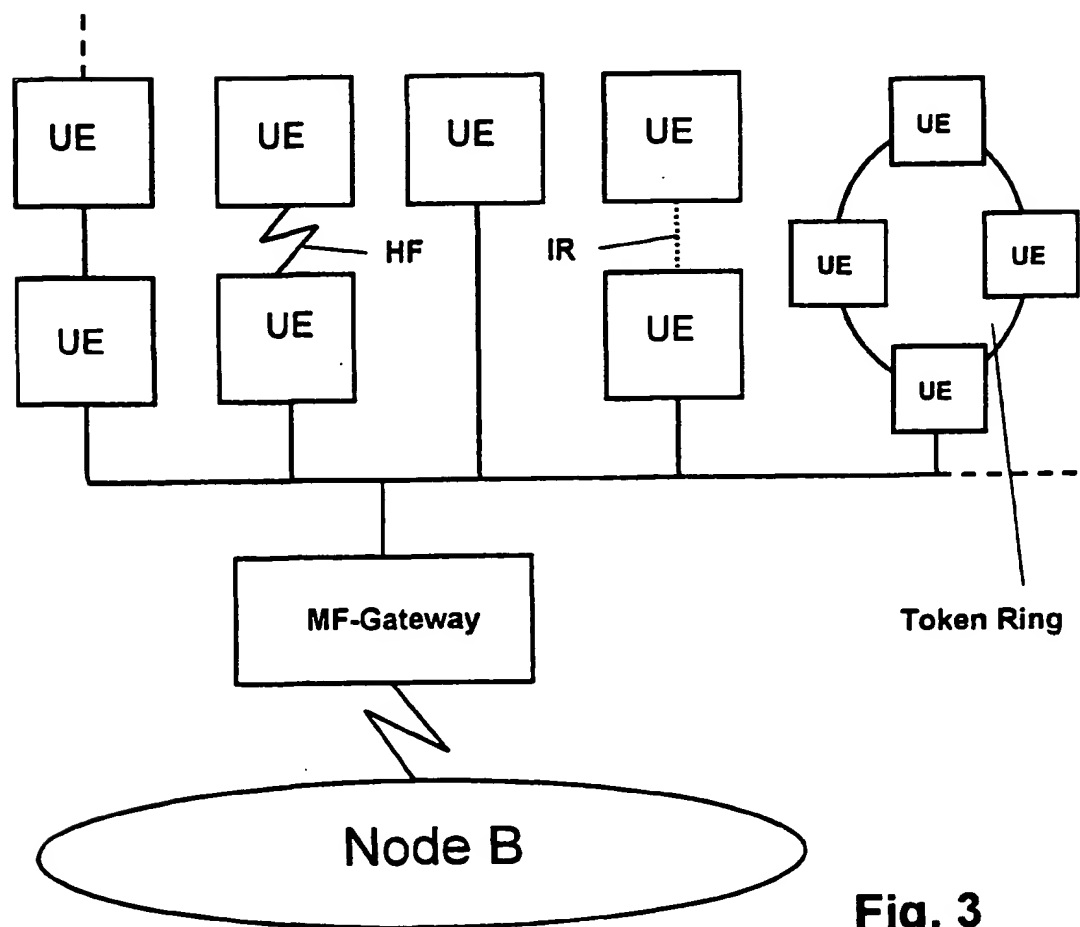 UE UE UE UE UE
HF IR UE UE
UE UE UE UE
MF-Gateway
Token Ring
Node B
Fig. 3